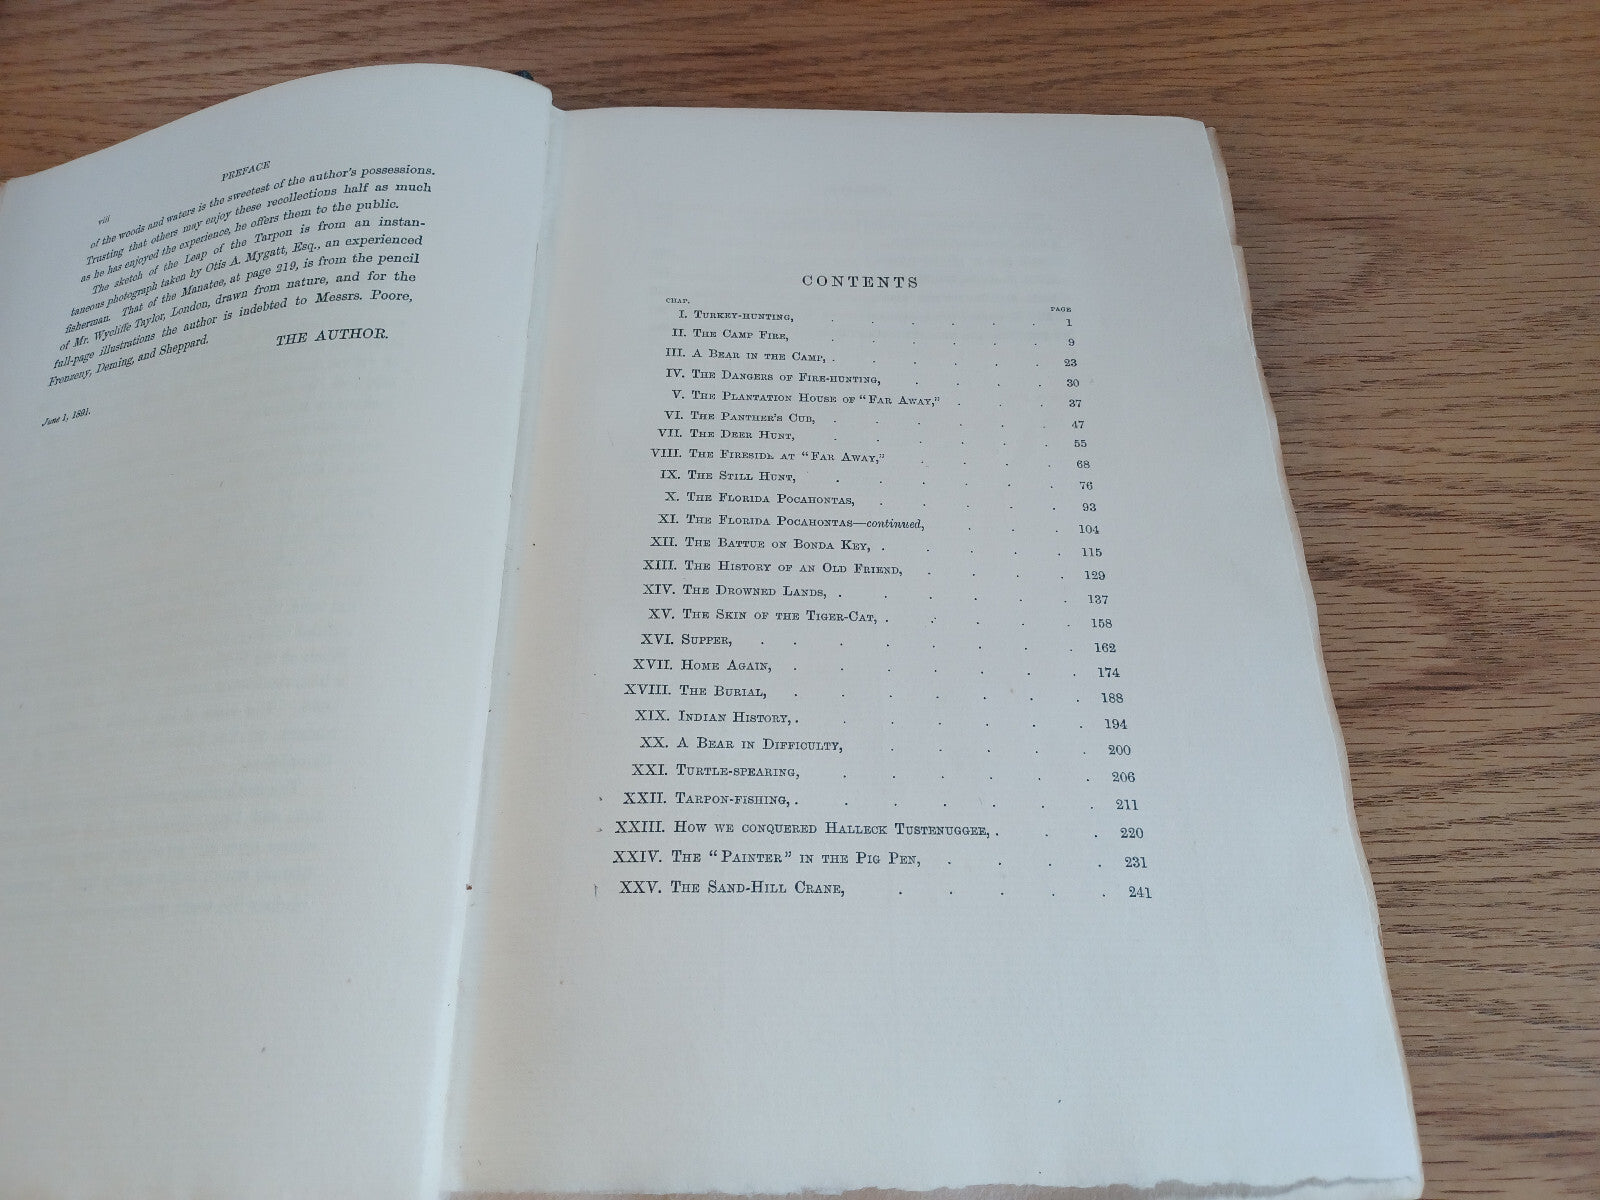 viii
PREFACE
of the woods and waters is the sweetest of the author's possessions.
Trusting that others may enjoy these recollections half as much
as he has enjoyed the experience, he offers them to the public.
The sketch of the Leap of the Tarpon is from an instan-
taneous photograph taken by Otis A. Mygatt, Esq., an experienced
fisherman. That of the Manatee, at page 219, is from the pencil
of Mr. Wycliffe Taylor, London, drawn from nature, and for the
full-page illustrations the author is indebted to Messrs. Poore,
Frenzeny, Deming, and Sheppard.
THE AUTHOR.
June 1, 1891.
CONTENTS
CHAP. PAGE
I. TURKEY-HUNTING, . . . . . 1
II. THE CAMP FIRE, . . . . . 9
III. A BEAR IN THE CAMP, . . . . . 23
IV. THE DANGERS OF FIRE-HUNTING, . . . . 30
V. THE PLANTATION HOUSE OF "FAR AWAY," . . . 37
VI. THE PANTHER'S CUB, . . . . . 47
VII. THE DEER HUNT, . . . . . 55
VIII. THE FIRESIDE AT "FAR AWAY," . . . . 68
IX. THE STILL HUNT, . . . . . 76
X. THE FLORIDA POCAHONTAS, . . . . . 93
XI. THE FLORIDA POCAHONTAS—continued, . . . 104
XII. THE BATTUE ON BONDA KEY, . . . . . 115
XIII. THE HISTORY OF AN OLD FRIEND, . . . . 129
XIV. THE DROWNED LANDS, . . . . . . 137
XV. THE SKIN OF THE TIGER-CAT, . . . . . 158
XVI. SUPPER, . . . . . . . 162
XVII. HOME AGAIN, . . . . . . . 174
XVIII. THE BURIAL, . . . . . . . 188
XIX. INDIAN HISTORY, . . . . . . . 194
XX. A BEAR IN DIFFICULTY, . . . . . 200
XXI. TURTLE-SPEARING, . . . . . . 206
XXII. TARPON-FISHING, . . . . . . . 211
XXIII. HOW WE CONQUERED HALLECK TUSTENUGGEE, . . . 220
XXIV. THE "PAINTER" IN THE PIG PEN, . . . . 231
XXV. THE SAND-HILL CRANE, . . . . . 241